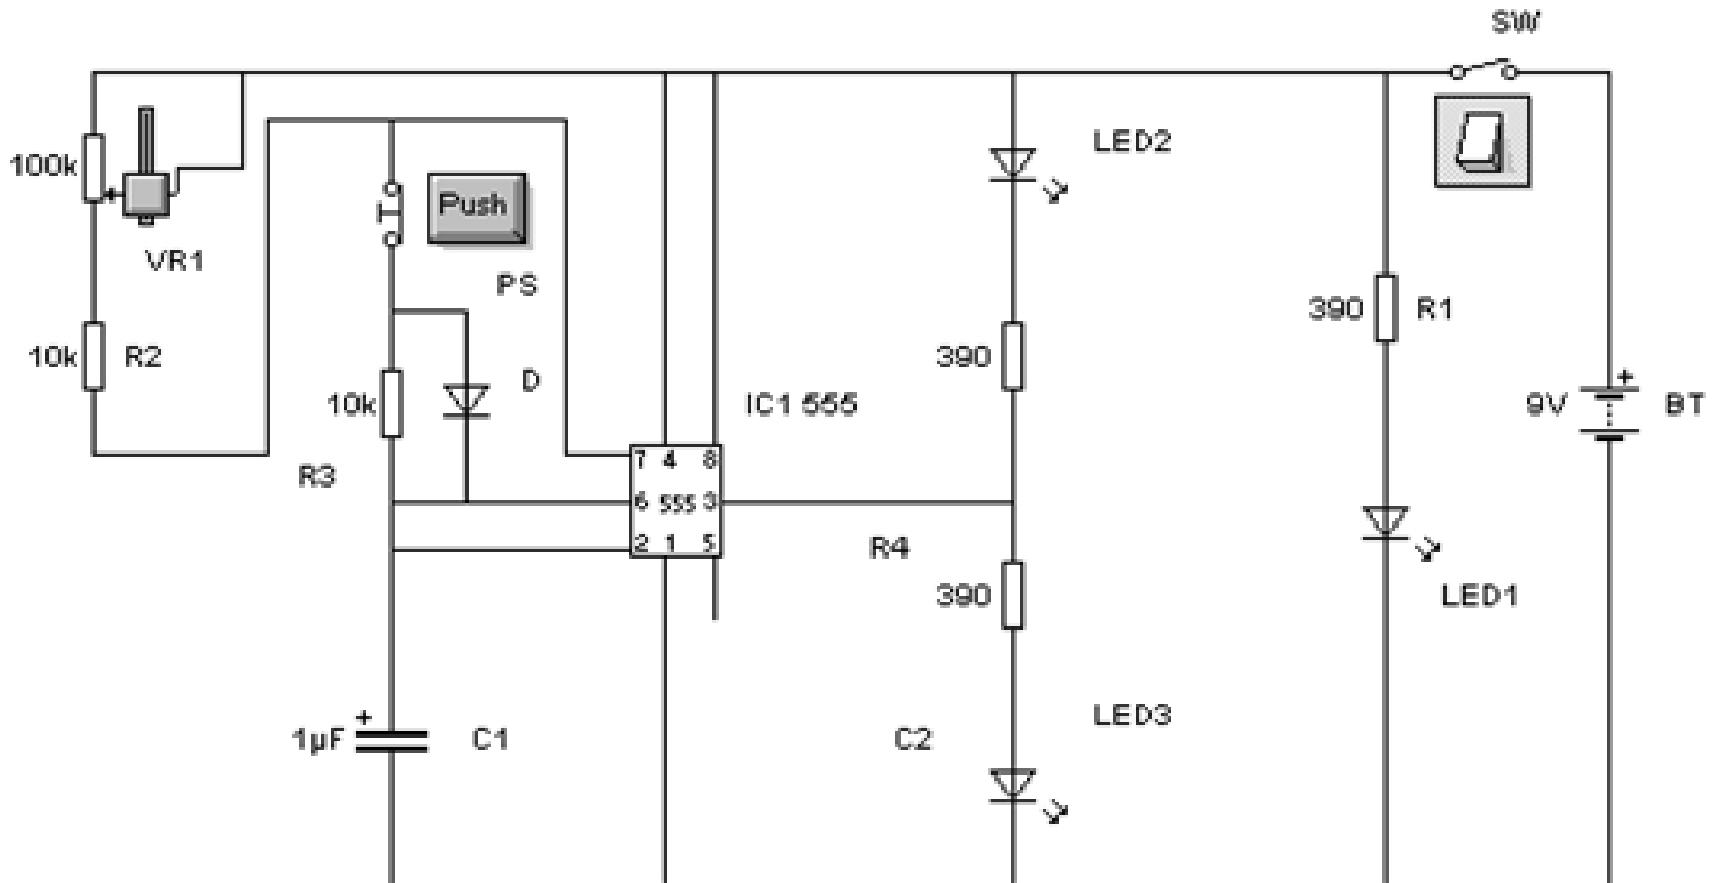 SW
LED2
100k
Push
VR1
PS
390
R1
10k
R2
390
D
10k
IC1 555
9V
BT
R3
7 4 8
6 555 3
2 1 5
R4
390
LED1
1µF
C1
C2
LED3